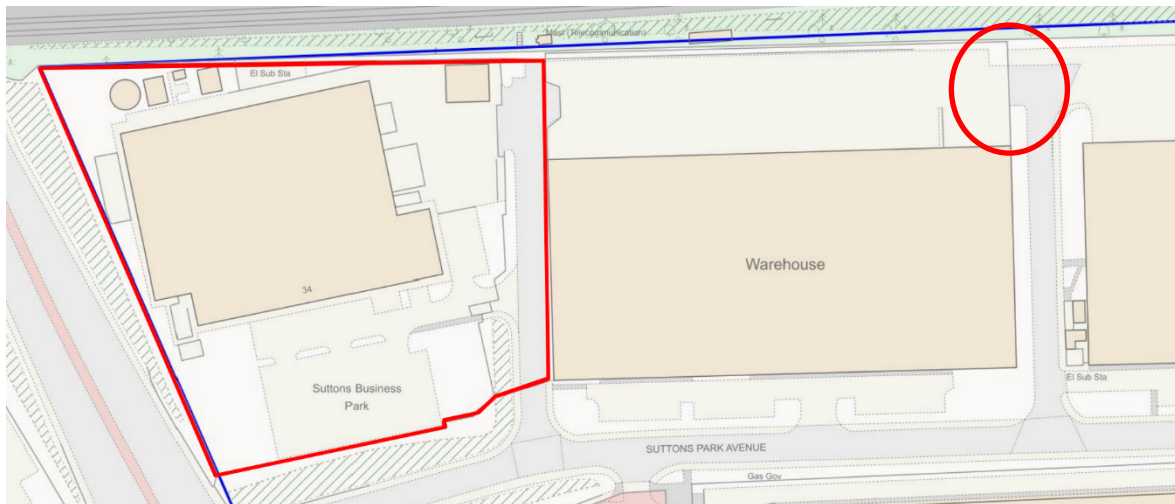 Mast (Telecommunication)
El Sub Sta
Warehouse
34
Suttons Business
Park
El Sub Sta
SUTTONS PARK AVENUE
Gas Gov